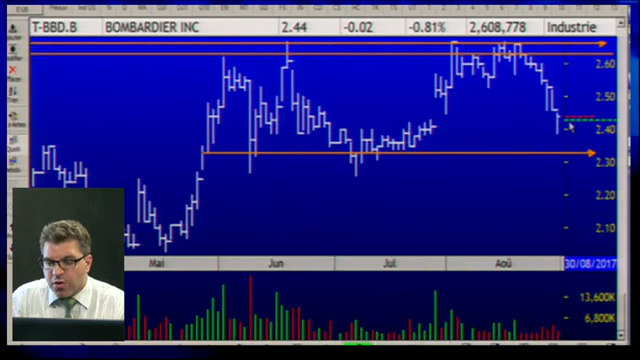 T-BBD.B BOMBARDIER INC 2.44 -0.02 -0.81% 2,608,778 Industrie
2.60
2.50
2.40
2.30
2.20
2.10
Mai Jun Jul Aoû 30/08/2017
13,600K
6,800K